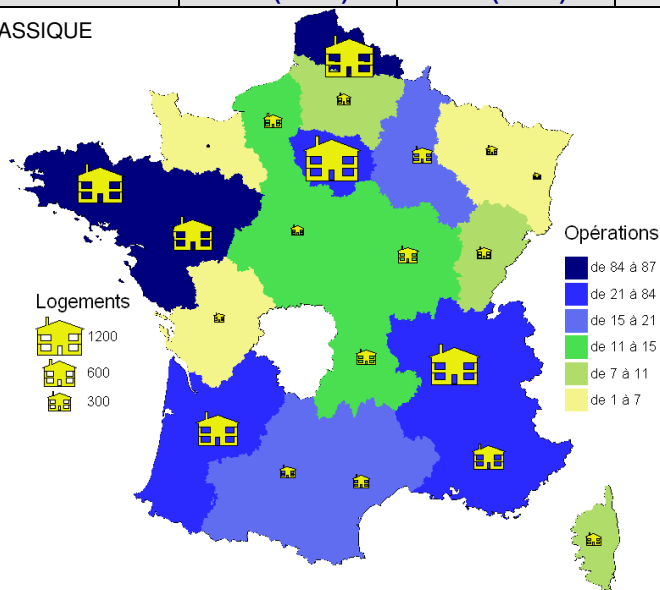 ASSIQUE
Opérations
de 84 à 87
de 21 à 84
de 15 à 21
de 11 à 15
de 7 à 11
de 1 à 7
Logements
1200
600
300